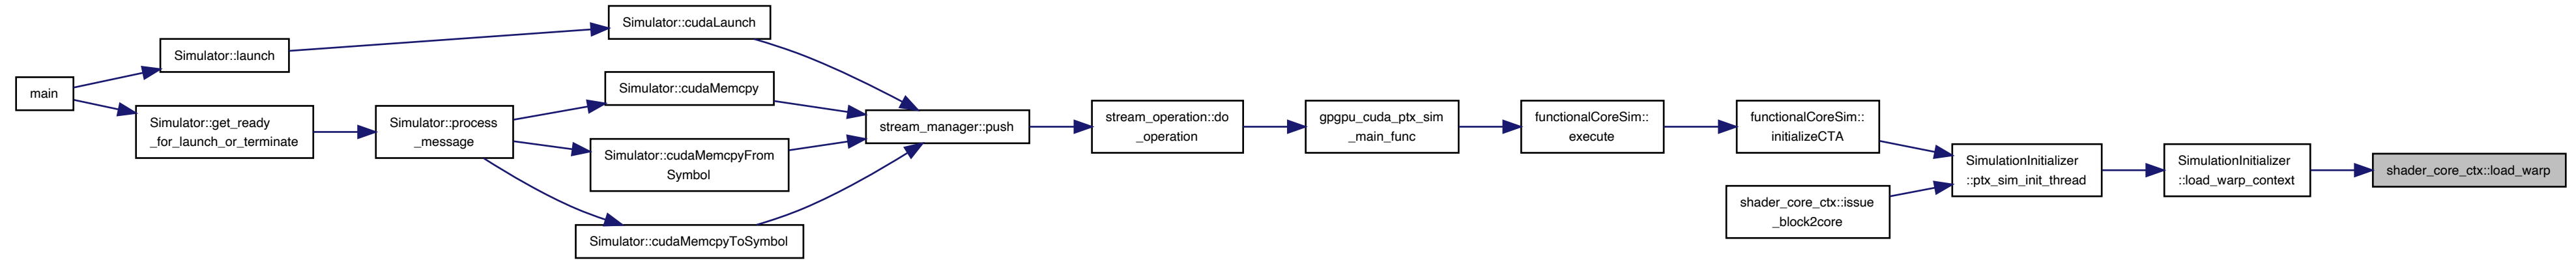 main
Simulator::launch
Simulator::get_ready
_for_launch_or_terminate
Simulator::process
_message
Simulator::cudaLaunch
Simulator::cudaMemcpy
Simulator::cudaMemcpyFrom
Symbol
Simulator::cudaMemcpyToSymbol
stream_manager::push
stream_operation::do
_operation
gpgpu_cuda_ptx_sim
_main_func
functionalCoreSim::
execute
functionalCoreSim::
initializeCTA
shader_core_ctx::issue
_block2core
SimulationInitializer
::ptx_sim_init_thread
SimulationInitializer
::load_warp_context
shader_core_ctx::load_warp